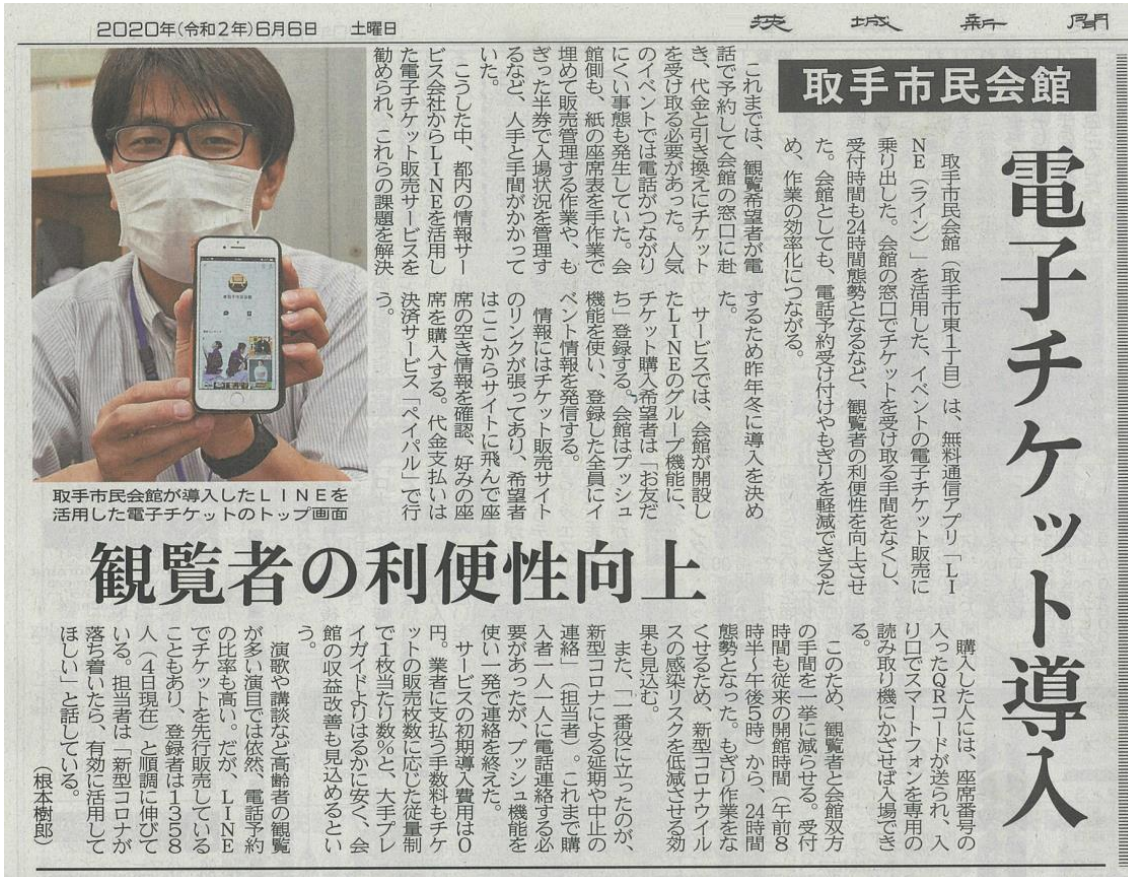 2020年(令和2年)6月6日 土曜日
茨城新聞
取手市民会館
電子チケット導入
取手市民会館(取手市東1丁目)は、無料通信アプリ「LI
NE(ライン)」を活用した、イベントの電子チケット販売に
乗り出した。会館の窓口でチケットを受け取る手間をなくし、
受付時間も24時間態勢となるなど、観覧者の利便性を向上させ
た。会館としても、電話予約受け付けやもぎりを軽減できるた
め、作業の効率化につながる。
これまでは、観覧希望者が電
話で予約して会館の窓口に赴
き、代金と引き換えにチケット
を受け取る必要があった。人気
のイベントでは電話がつながり
にくい事態も発生していた。会
館側も、紙の座席表を手作業で
埋めて販売管理する作業や、も
ぎった半券で入場状況を管理す
るなど、人手と手間がかかって
いた。
こうした中、都内の情報サー
ビス会社からLINEを活用し
た電子チケット販売サービスを
勧められ、これらの課題を解決
するため昨年冬に導入を決め
た。
サービスでは、会館が開設し
たLINEのグループ機能に、
チケット購入希望者は「お友だ
ち」登録する。会館はプッシュ
機能を使い、登録した全員にイ
ベント情報を発信する。
情報にはチケット販売サイト
のリンクが張ってあり、希望者
はここからサイトに飛んで座
席の空き情報を確認、好みの座
席を購入する。代金支払いは
決済サービス「ペイパル」で行
う。
取手市民会館が導入したLINEを
活用した電子チケットのトップ画面
観覧者の利便性向上
購入した人には、座席番号の
入ったQRコードが送られ、入
り口でスマートフォンを専用の
読み取り機にかざせば入場でき
る。
このため、観覧者と会館双方
の手間を一挙に減らせる。受付
時間も従来の開館時間(午前8
時半~午後5時)から、24時間
態勢となった。もぎり作業をな
くせるため、新型コロナウイル
スの感染リスクを低減させる効
果も見込む。
また、「一番役に立ったのが、
新型コロナによる延期や中止の
連絡」(担当者)。これまで購
入者一人一人に電話連絡する必
要があったが、プッシュ機能を
使い一発で連絡を終えた。
サービスの初期導入費用は0
円。業者に支払う手数料もチケ
ットの販売枚数に応じた従量制
で1枚当たり数%と、大手プレ
イガイドよりはるかに安く、会
館の収益改善も見込めるとい
う。
演歌や講談など高齢者の観覧
が多い演目では依然、電話予約
の比率も高い。だが、LINE
でチケットを先行販売している
こともあり、登録者は1358
人(4日現在)と順調に伸びて
いる。担当者は「新型コロナが
落ち着いたら、有効に活用して
ほしい」と話している。
(根本樹郎)